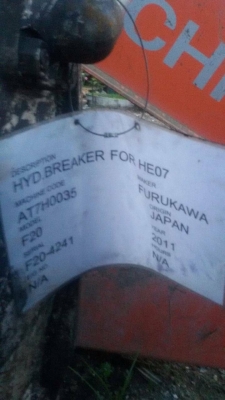 CHI
DESCRIPTION
HYD.BREAKER FOR HE07
MACHINE CODE
AT7H0035
MODEL
F20
F20-4241
N/A
MAKER
FURUKAWA
ORIGIN
JAPAN
YEAR
2011
N/A